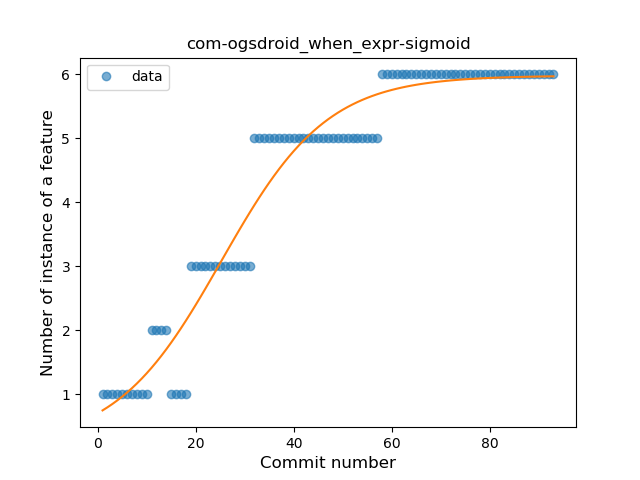 com-ogsdroid_when_expr-sigmoid
data
Number of instance of a feature
6
5
4
3
2
1
0
20
40
60
80
Commit number